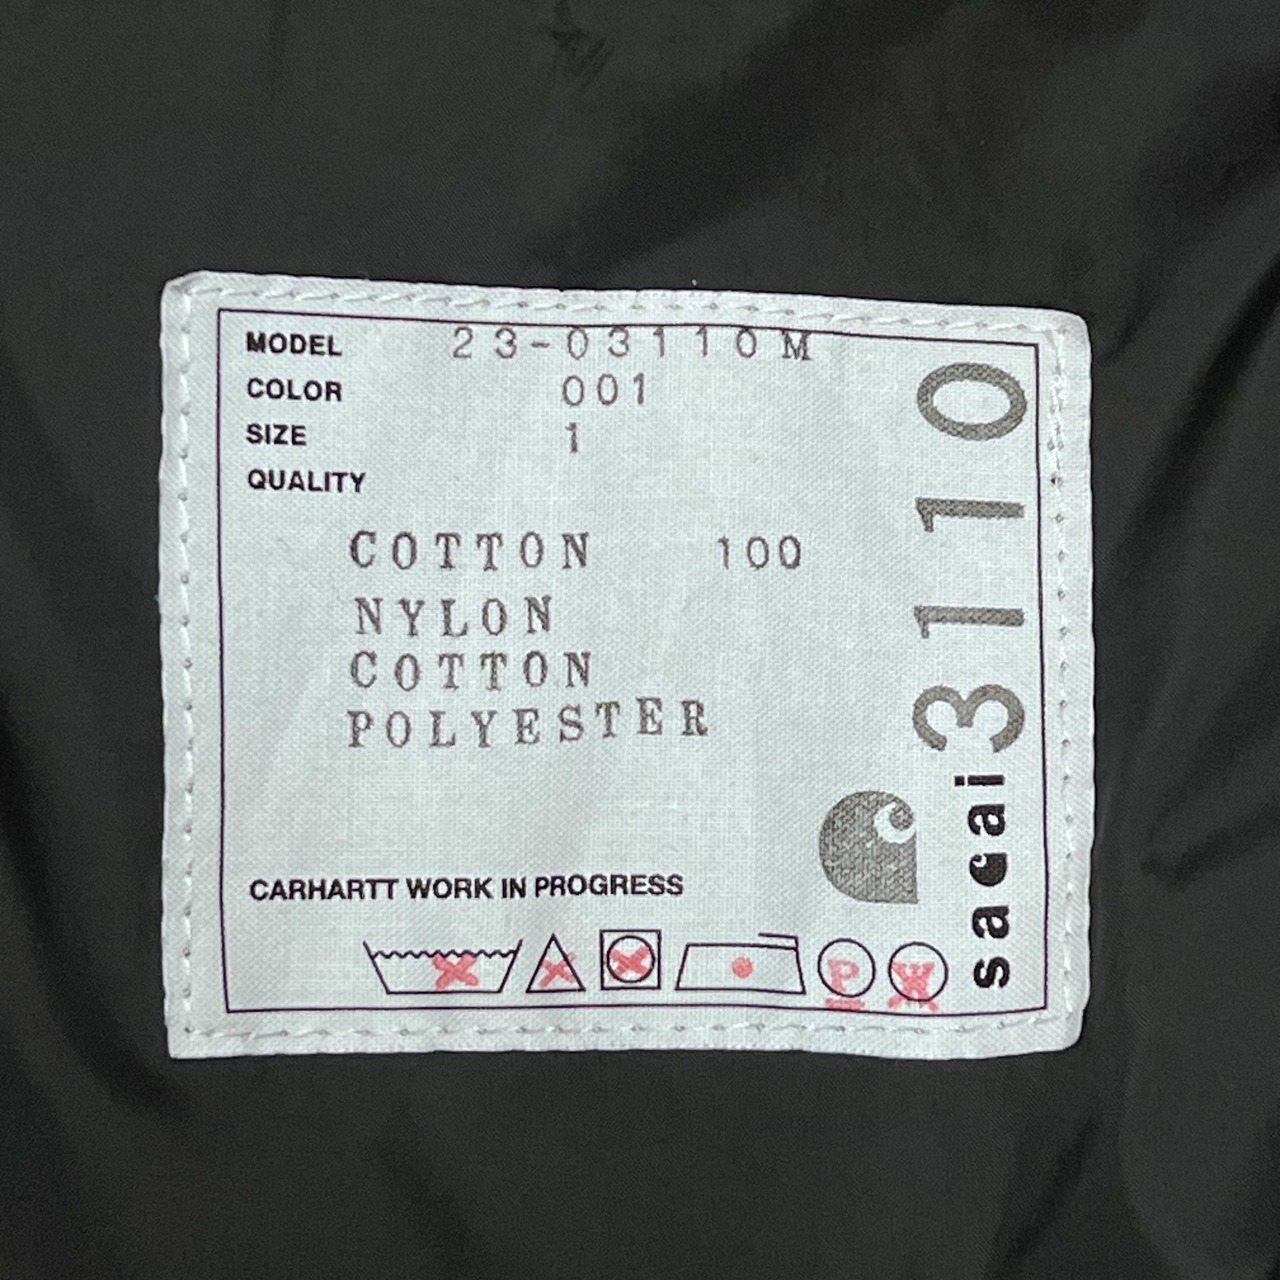 MODEL 23-03110M
COLOR 001
SIZE 1
QUALITY
COTTON 100
NYLON
COTTON
POLYESTER
CARHARTT WORK IN PROGRESS
P
W
sacai 3110